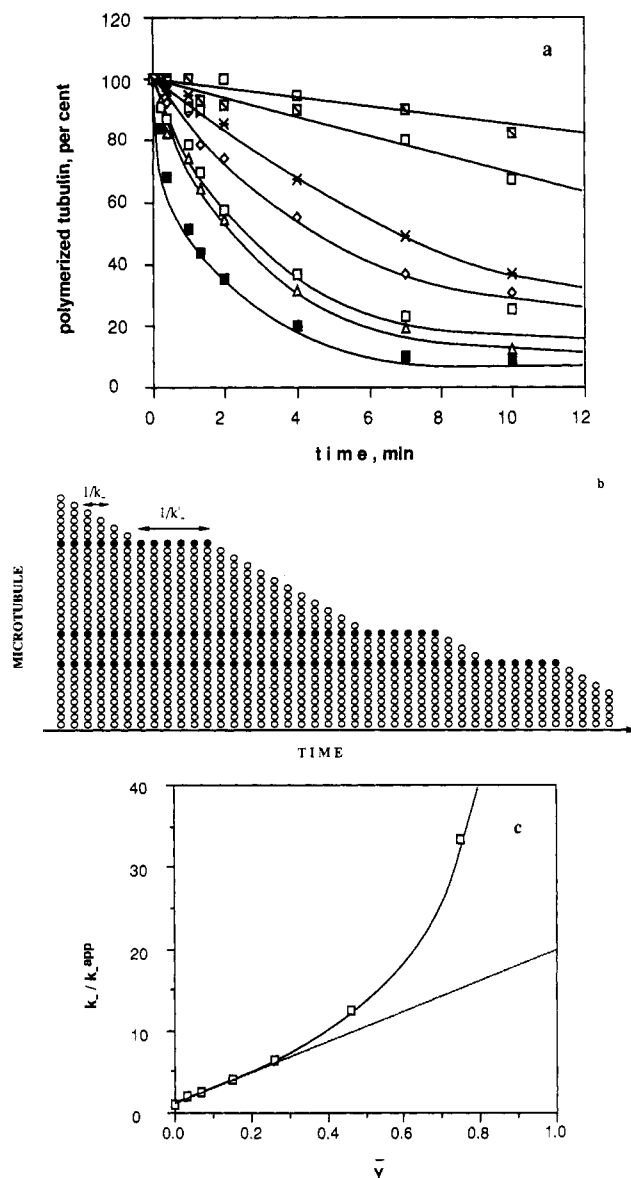 120
a
100
80
60
40
20
0
polymerized tubulin, per cent
0 2 4 6 8 10 12
time, min
b
1/k_
1/k'_
MICROTUBULE
TIME
40
c
30
20
10
0
k_ / k_app
0.0 0.2 0.4 0.6 0.8 1.0
Y̅